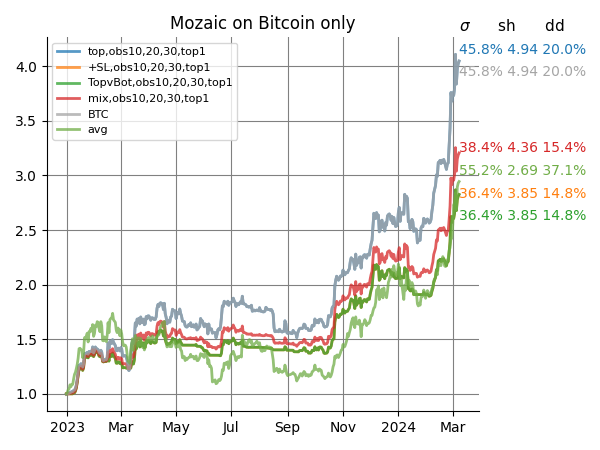 Mozaic on Bitcoin only
σ sh dd
top,obs10,20,30,top1
+SL,obs10,20,30,top1
TopvBot,obs10,20,30,top1
mix,obs10,20,30,top1
BTC
avg
45.8% 4.94 20.0%
45.8% 4.94 20.0%
38.4% 4.36 15.4%
55.2% 2.69 37.1%
36.4% 3.85 14.8%
36.4% 3.85 14.8%
4.0
3.5
3.0
2.5
2.0
1.5
1.0
2023 Mar May Jul Sep Nov 2024 Mar